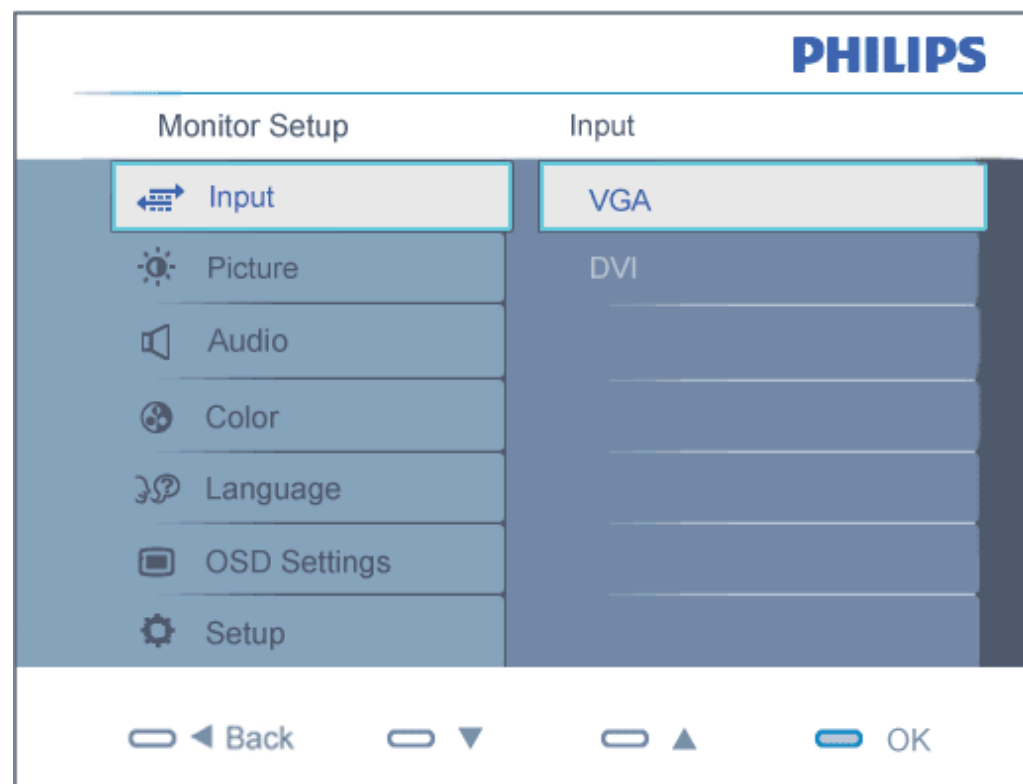 PHILIPS
Monitor Setup Input
Input VGA
Picture DVI
Audio
Color
Language
OSD Settings
Setup
Back OK